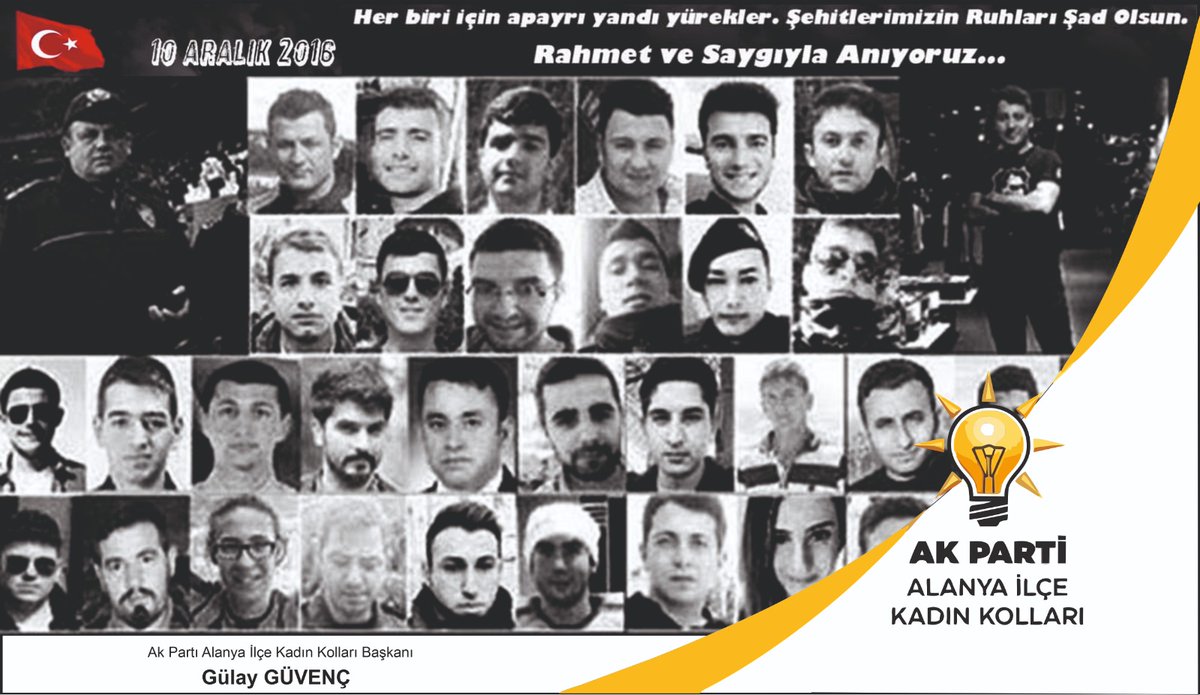 Her biri için apayrı yandı yürekler. Şehitlerimizin Ruhları Şad Olsun.
10 ARALIK 2016
Rahmet ve Saygıyla Anıyoruz...
AK PARTİ
ALANYA İLÇE
KADIN KOLLARI
Ak Partı Alanya İlçe Kadın Kolları Başkanı
Gülay GÜVENÇ